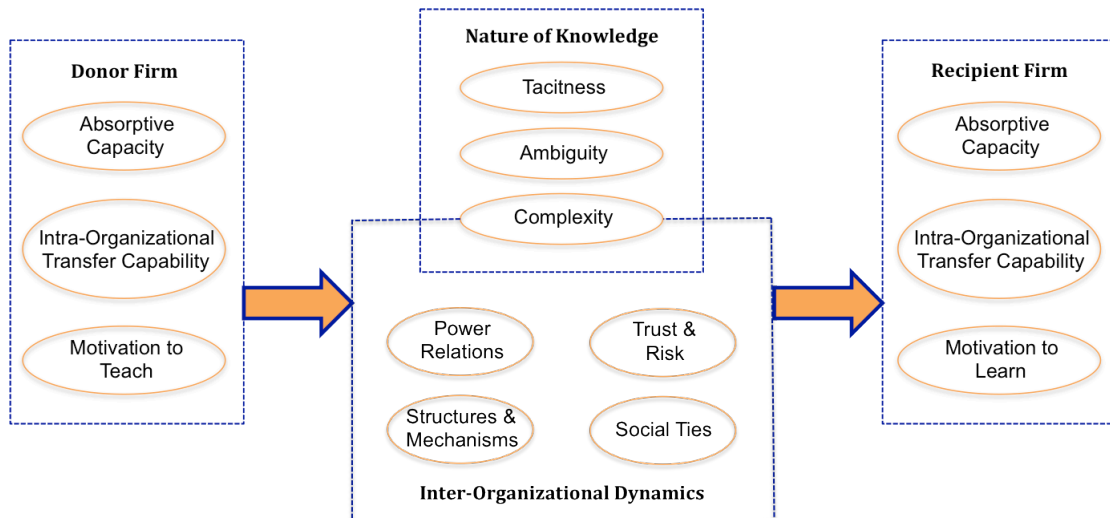 Donor Firm
Absorptive
Capacity
Intra-Organizational
Transfer Capability
Motivation to
Teach
Nature of Knowledge
Tacitness
Ambiguity
Complexity
Power
Relations
Trust &
Risk
Structures &
Mechanisms
Social Ties
Inter-Organizational Dynamics
Recipient Firm
Absorptive
Capacity
Intra-Organizational
Transfer Capability
Motivation to
Learn